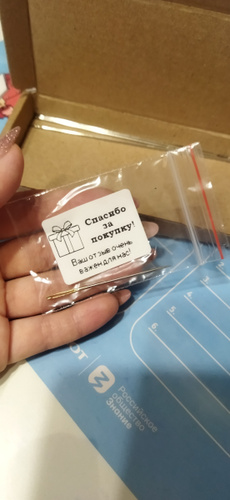 Спасибо
за
покупку!
Ваш отзыв очень
важен для нас!
Российское
общество
Знание